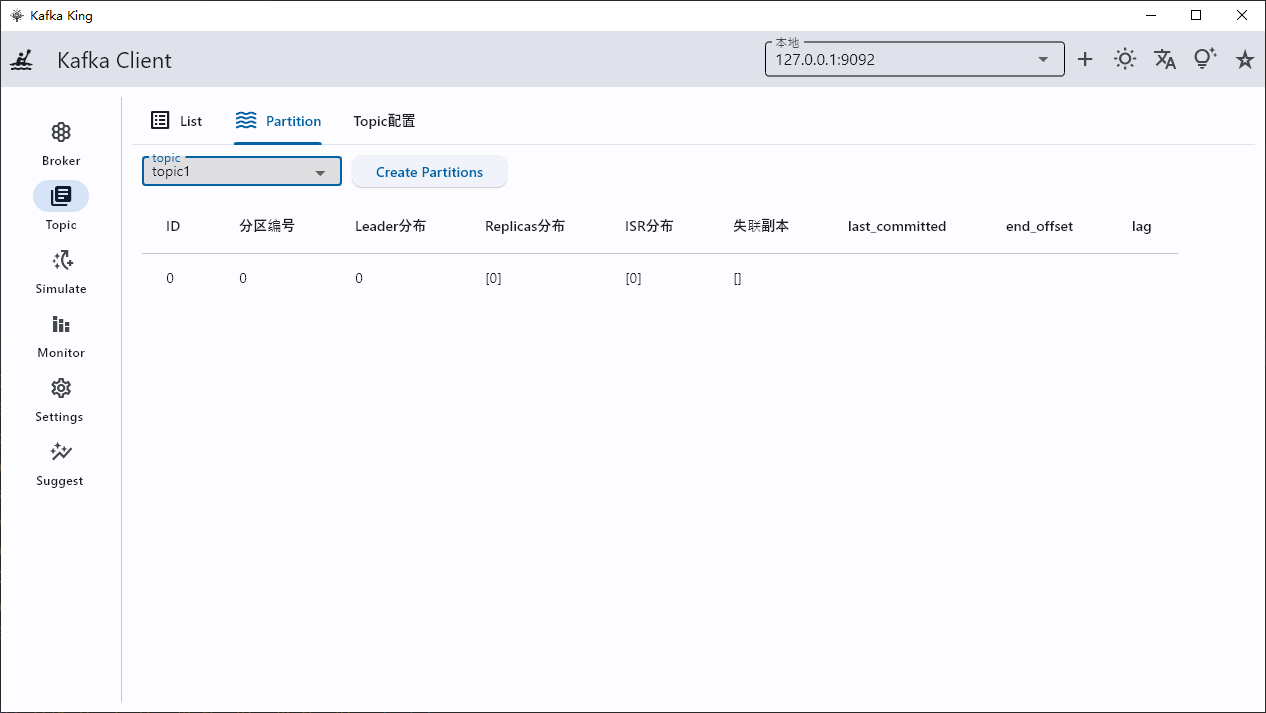 Kafka King
Kafka Client
本地
127.0.0.1:9092
Broker
Topic
Simulate
Monitor
Settings
Suggest
List
Partition
Topic配置
topic
topic1
Create Partitions
ID 分区编号 Leader分布 Replicas分布 ISR分布 失联副本 last_committed end_offset lag
0 0 0 [0] [0] []